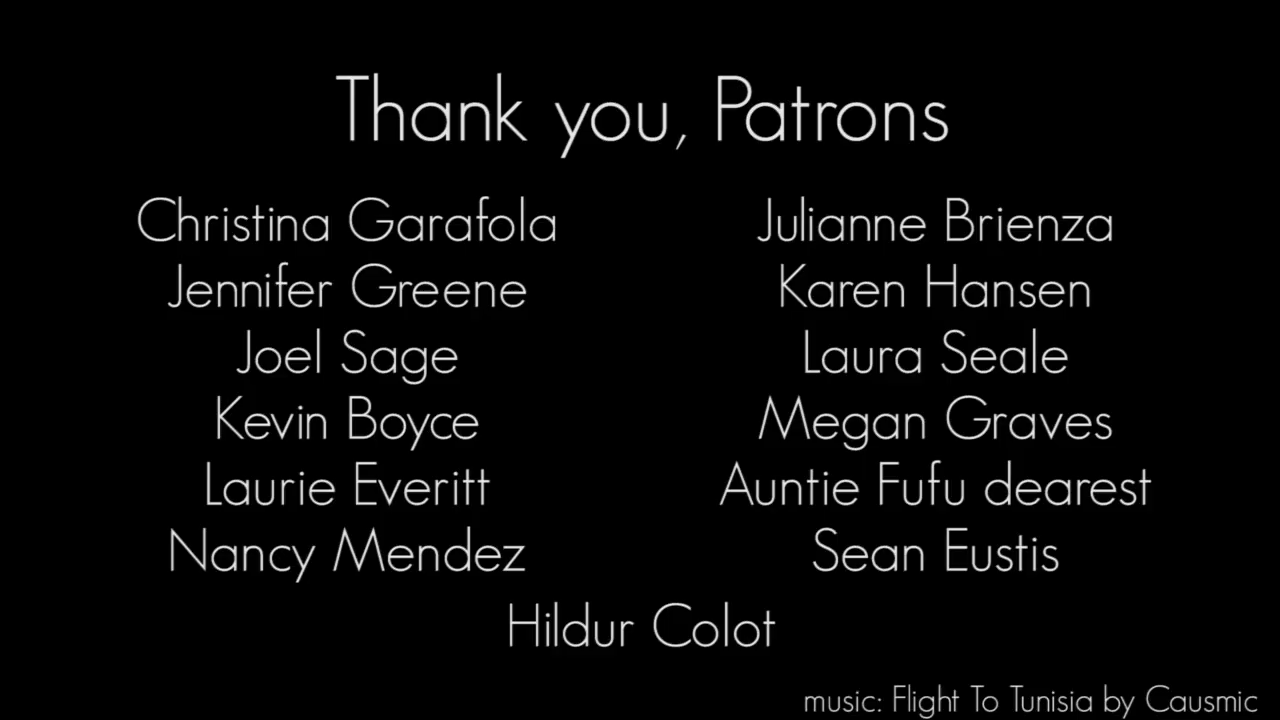 Thank you, Patrons
Christina Garafola
Jennifer Greene
Joel Sage
Kevin Boyce
Laurie Everitt
Nancy Mendez
Julianne Brienza
Karen Hansen
Laura Seale
Megan Graves
Auntie Fufu dearest
Sean Eustis
Hildur Colot
music: Flight To Tunisia by Causmic